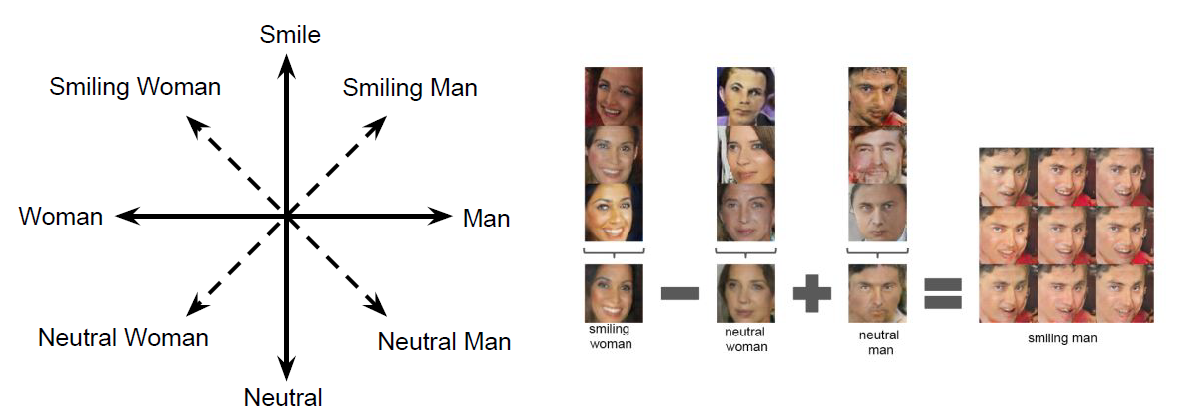 Smile
Smiling Woman
Smiling Man
Woman
Man
Neutral Woman
Neutral Man
Neutral
smiling
woman
neutral
woman
neutral
man
smiling man